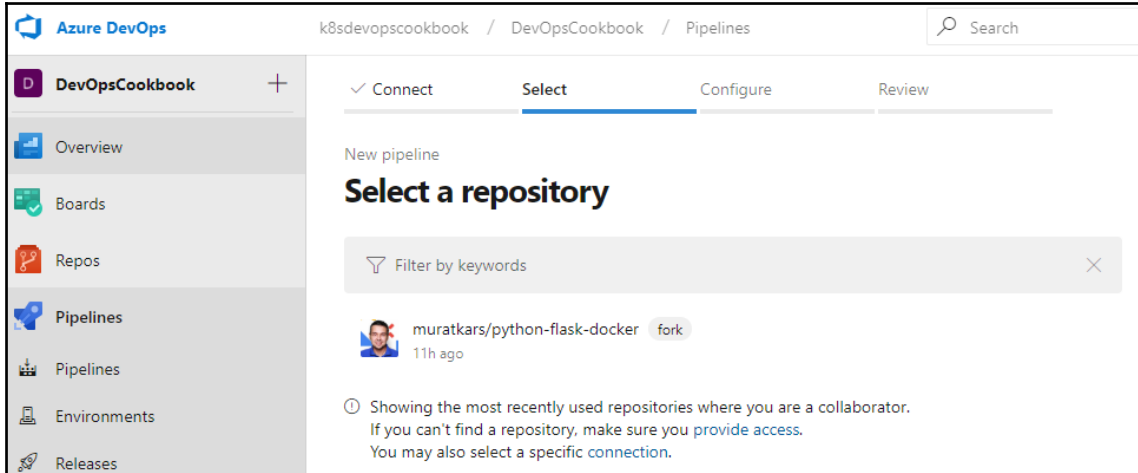 Azure DevOps
k8sdevopscookbook / DevOpsCookbook / Pipelines
Search
D DevOpsCookbook
Overview
Boards
Repos
Pipelines
Pipelines
Environments
Releases
Connect Select Configure Review
New pipeline
Select a repository
Filter by keywords
muratkars/python-flask-docker fork
11h ago
Showing the most recently used repositories where you are a collaborator.
If you can't find a repository, make sure you provide access.
You may also select a specific connection.